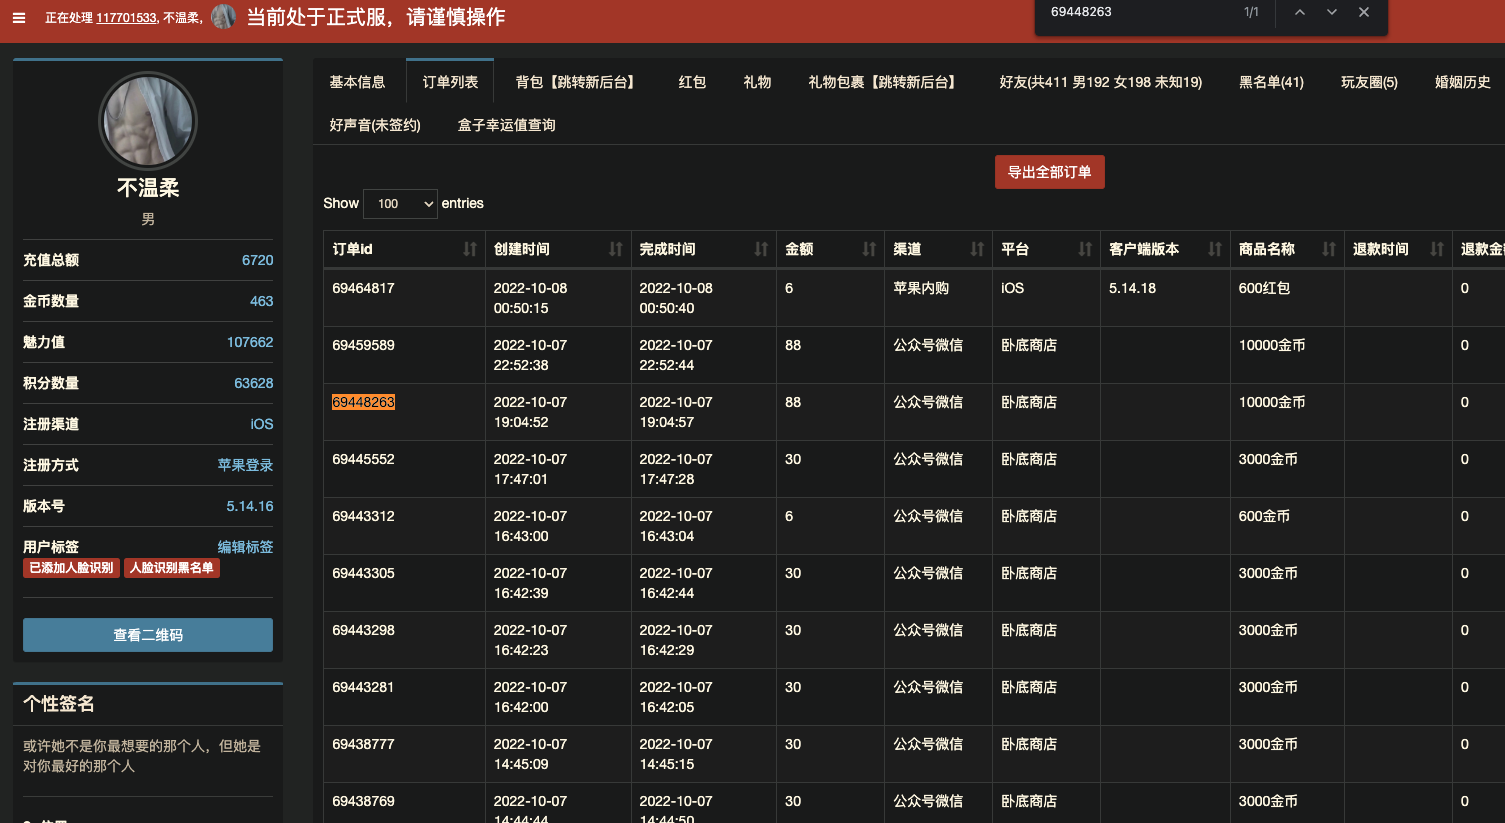 正在处理 117701533, 不温柔, 当前处于正式服，请谨慎操作
69448263 1/1
不温柔
男
充值总额 6720
金币数量 463
魅力值 107662
积分数量 63628
注册渠道 iOS
注册方式 苹果登录
版本号 5.14.16
用户标签 编辑标签
已添加人脸识别 人脸识别黑名单
查看二维码
个性签名
或许她不是你最想要的那个人，但她是
对你最好的那个人
基本信息 订单列表 背包【跳转新后台】 红包 礼物 礼物包裹【跳转新后台】 好友(共411 男192 女198 未知19) 黑名单(41) 玩友圈(5) 婚姻历史
好声音(未签约) 盒子幸运值查询
导出全部订单
Show 100 entries
订单id 创建时间 完成时间 金额 渠道 平台 客户端版本 商品名称 退款时间 退款金
69464817 2022-10-08 00:50:15 2022-10-08 00:50:40 6 苹果内购 iOS 5.14.18 600红包 0
69459589 2022-10-07 22:52:38 2022-10-07 22:52:44 88 公众号微信 卧底商店 10000金币 0
69448263 2022-10-07 19:04:52 2022-10-07 19:04:57 88 公众号微信 卧底商店 10000金币 0
69445552 2022-10-07 17:47:01 2022-10-07 17:47:28 30 公众号微信 卧底商店 3000金币 0
69443312 2022-10-07 16:43:00 2022-10-07 16:43:04 6 公众号微信 卧底商店 600金币 0
69443305 2022-10-07 16:42:39 2022-10-07 16:42:44 30 公众号微信 卧底商店 3000金币 0
69443298 2022-10-07 16:42:23 2022-10-07 16:42:29 30 公众号微信 卧底商店 3000金币 0
69443281 2022-10-07 16:42:00 2022-10-07 16:42:05 30 公众号微信 卧底商店 3000金币 0
69438777 2022-10-07 14:45:09 2022-10-07 14:45:15 30 公众号微信 卧底商店 3000金币 0
69438769 2022-10-07 14:44:44 2022-10-07 14:44:50 30 公众号微信 卧底商店 3000金币 0